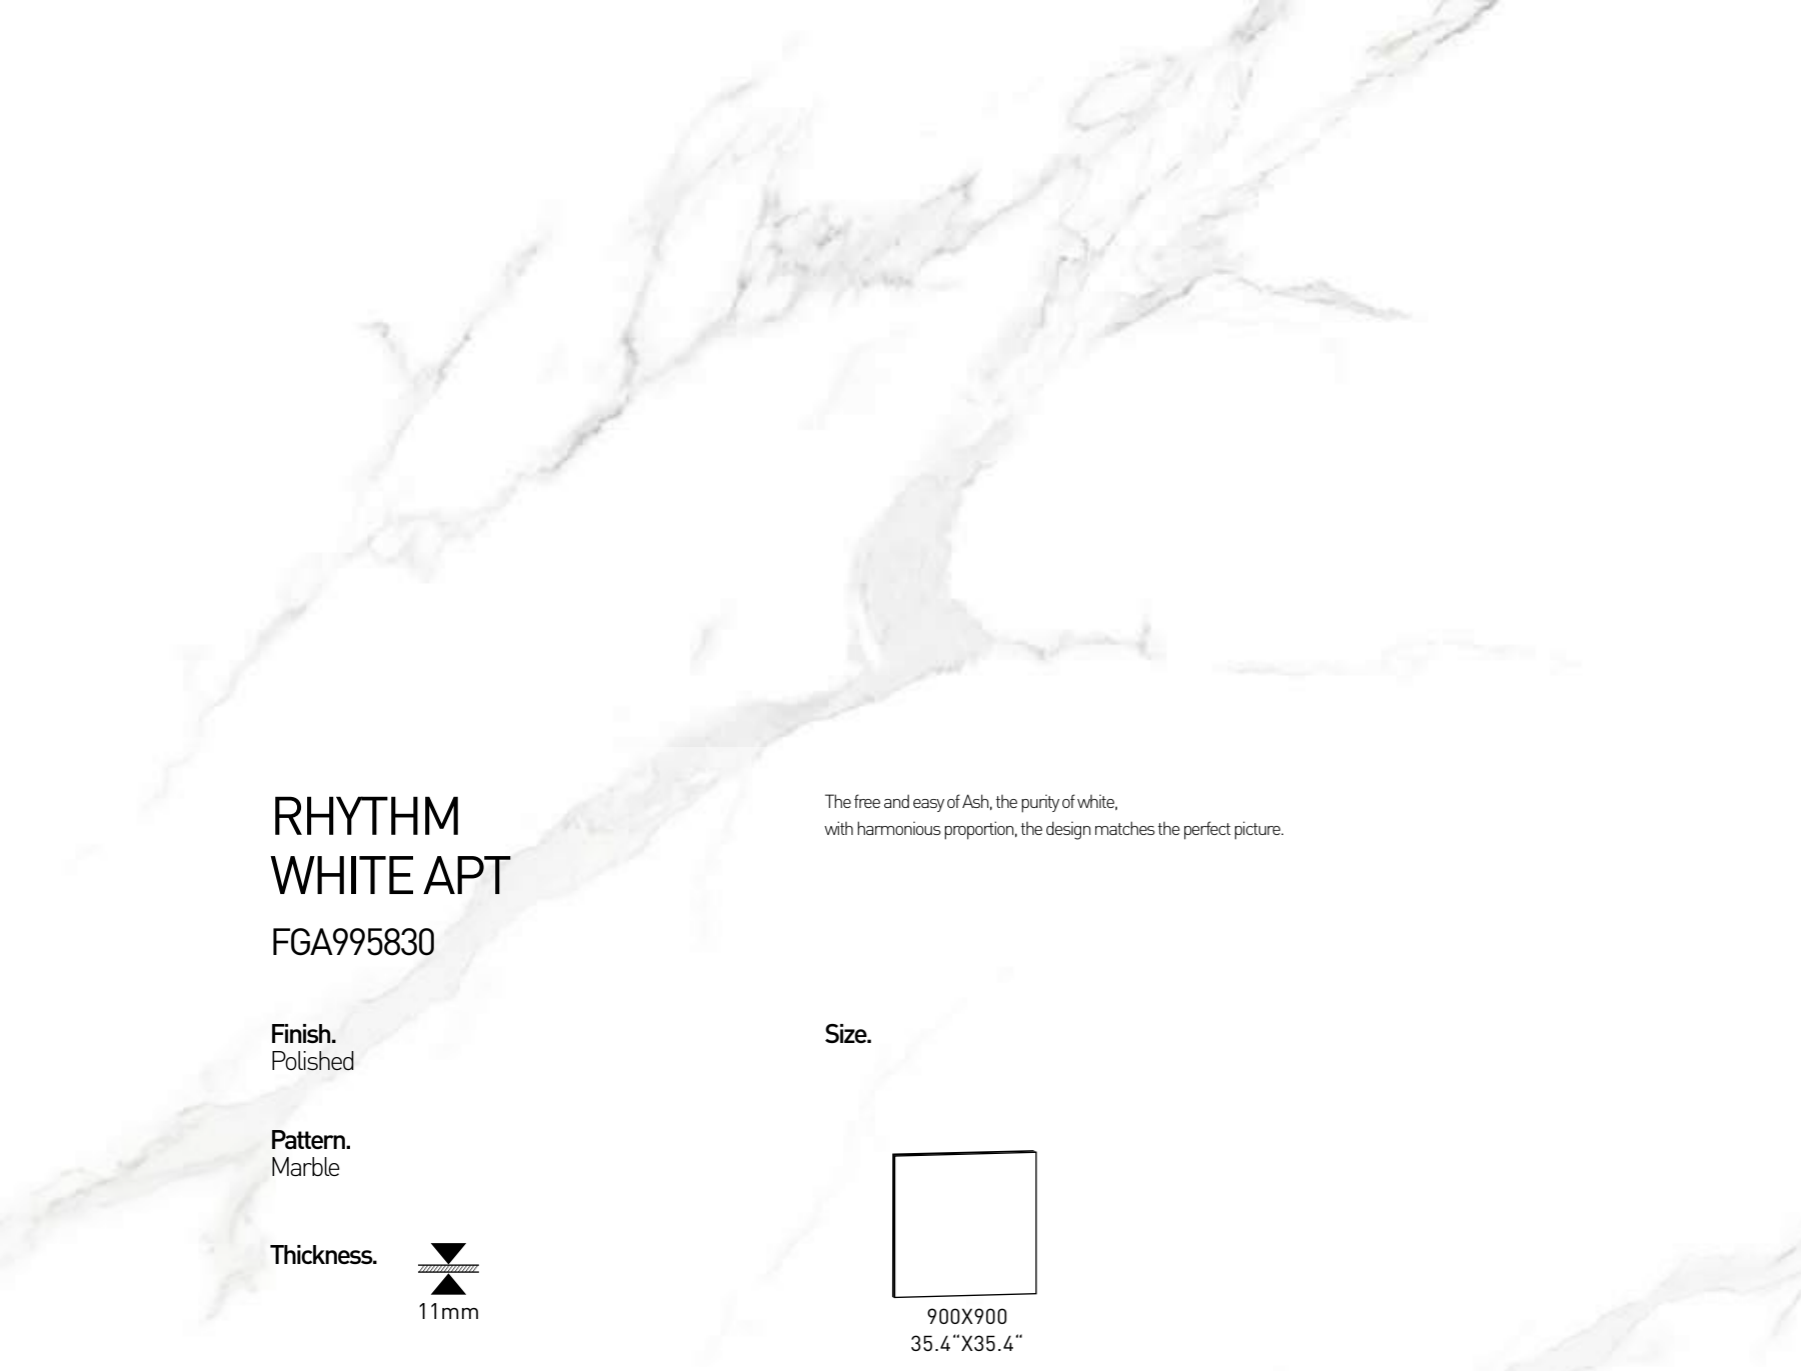 RHYTHM
WHITE APT
FGA995830
The free and easy of Ash, the purity of white,
with harmonious proportion, the design matches the perfect picture.
Finish.
Polished
Pattern.
Marble
Thickness.
11mm
Size.
900X900
35.4"X35.4"